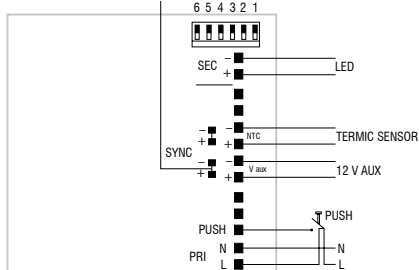 6 5 4 3 2 1
SEC
–
+
LED
–
+
NTC
TERMIC SENSOR
–
+
SYNC
–
+
–
+
V aux
12 V AUX
PUSH
PUSH
PRI
N
N
L
L